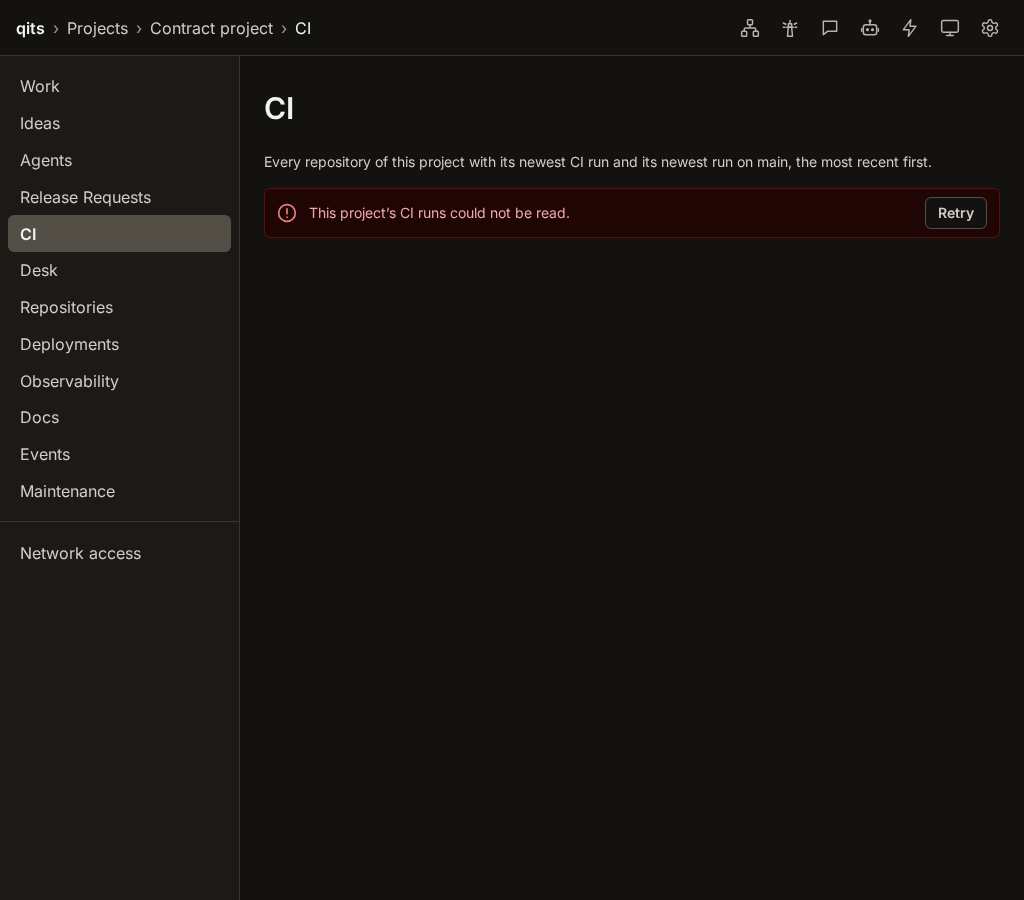 qits › Projects › Contract project › CI
Work
Ideas
Agents
Release Requests
CI
Desk
Repositories
Deployments
Observability
Docs
Events
Maintenance
Network access
CI
Every repository of this project with its newest CI run and its newest run on main, the most recent first.
This project’s CI runs could not be read.
Retry